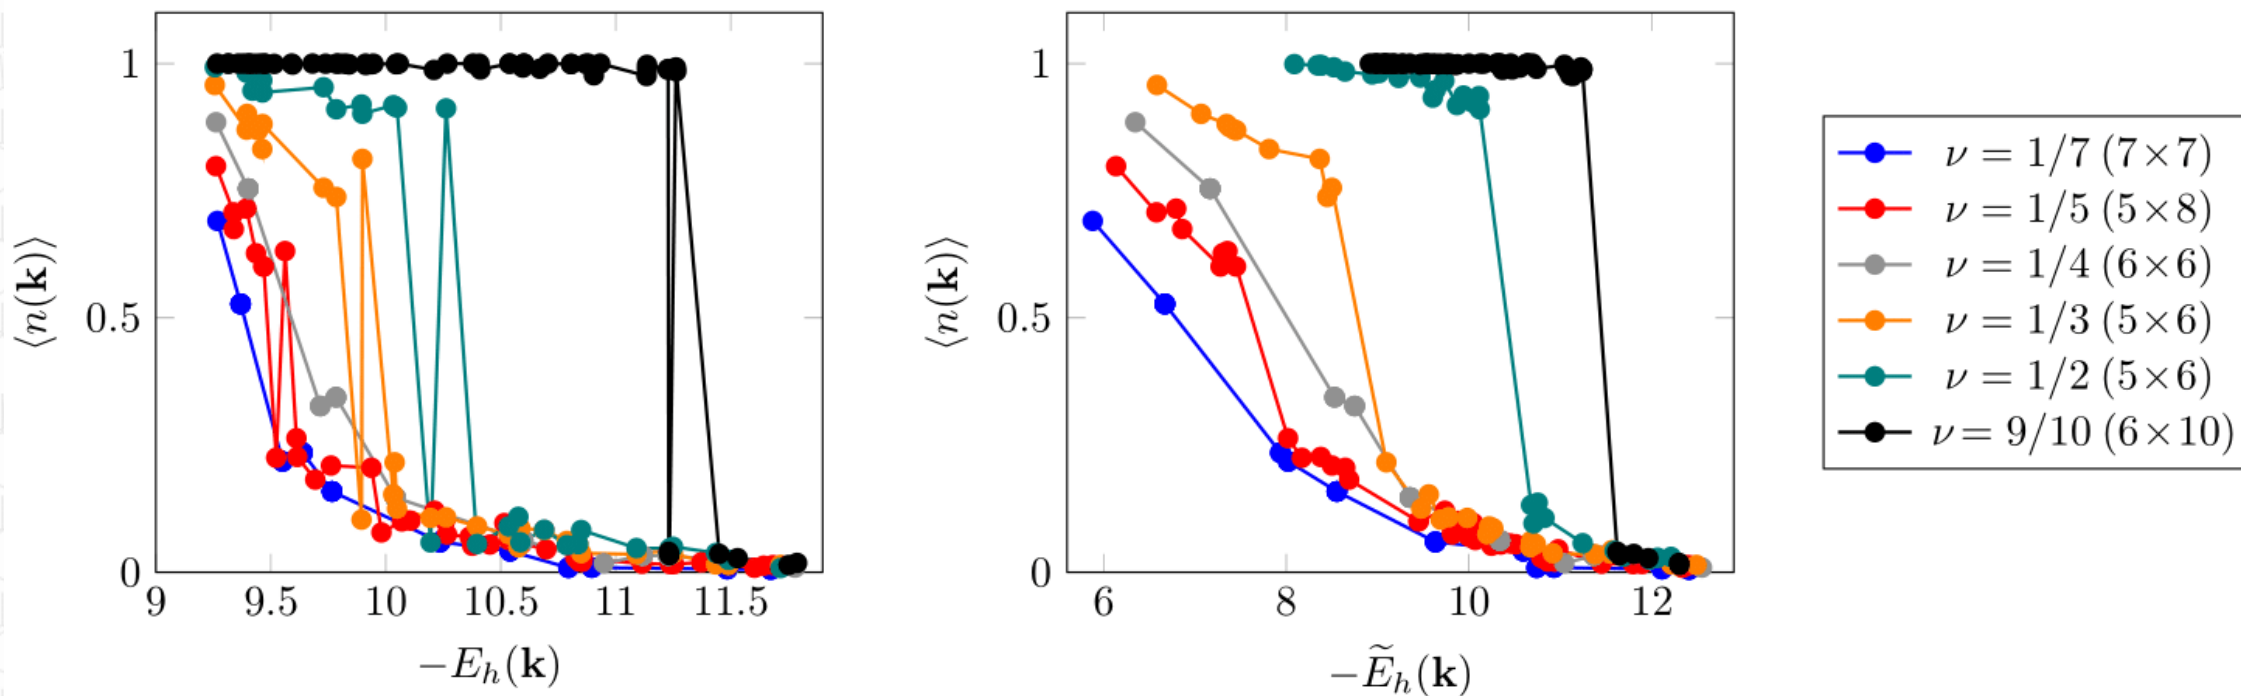 ⟨n(k)⟩
1
0.5
0
9 9.5 10 10.5 11 11.5
−E_h(k)
⟨n(k)⟩
1
0.5
0
6 8 10 12
−Ẽ_h(k)
ν = 1/7 (7×7)
ν = 1/5 (5×8)
ν = 1/4 (6×6)
ν = 1/3 (5×6)
ν = 1/2 (5×6)
ν = 9/10 (6×10)